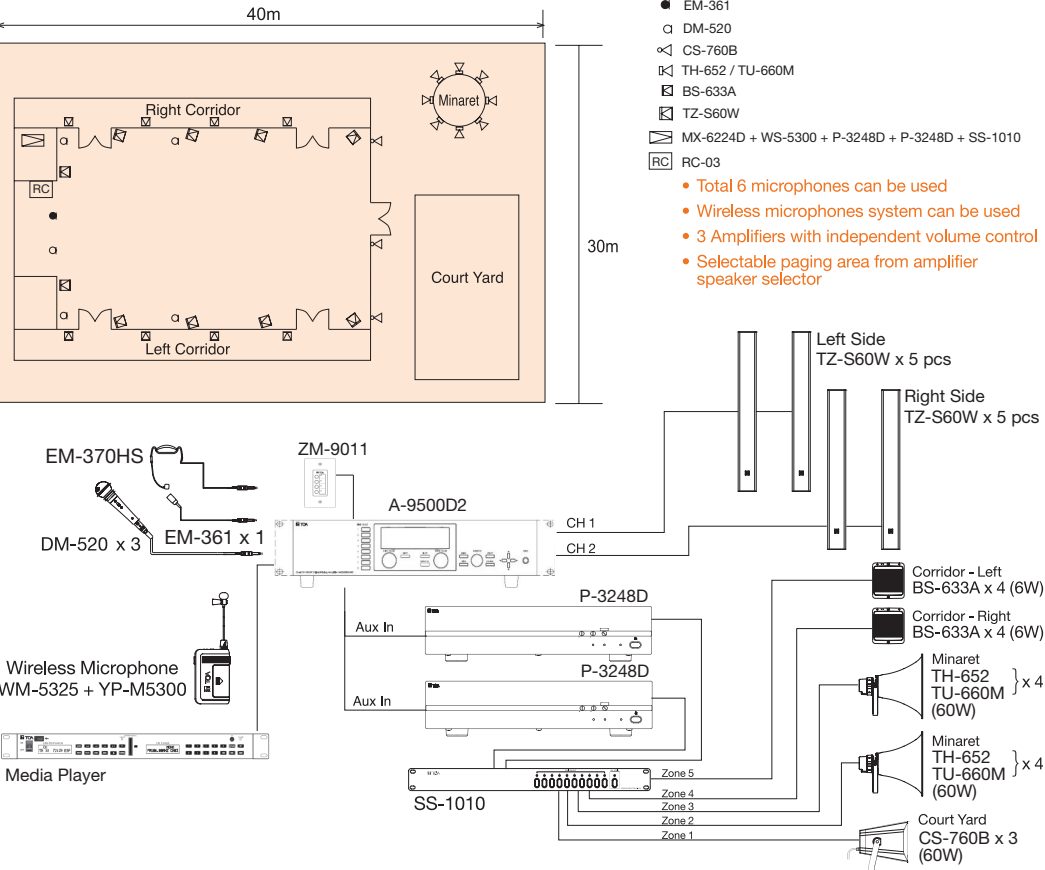 40m
EM-361
DM-520
CS-760B
TH-652 / TU-660M
BS-633A
TZ-S60W
MX-6224D + WS-5300 + P-3248D + P-3248D + SS-1010
RC RC-03
• Total 6 microphones can be used
• Wireless microphones system can be used
• 3 Amplifiers with independent volume control
• Selectable paging area from amplifier
speaker selector
Right Corridor
Minaret
RC
30m
Court Yard
Left Corridor
Left Side
TZ-S60W x 5 pcs
Right Side
TZ-S60W x 5 pcs
EM-370HS
ZM-9011
A-9500D2
DM-520 x 3
EM-361 x 1
CH 1
CH 2
TOA
P-3248D
Aux In
P-3248D
Aux In
Wireless Microphone
WM-5325 + YP-M5300
Media Player
SS-1010
Zone 5
Zone 4
Zone 3
Zone 2
Zone 1
Corridor - Left
BS-633A x 4 (6W)
Corridor - Right
BS-633A x 4 (6W)
Minaret
TH-652
TU-660M
(60W)
x 4
Minaret
TH-652
TU-660M
(60W)
x 4
Court Yard
CS-760B x 3
(60W)